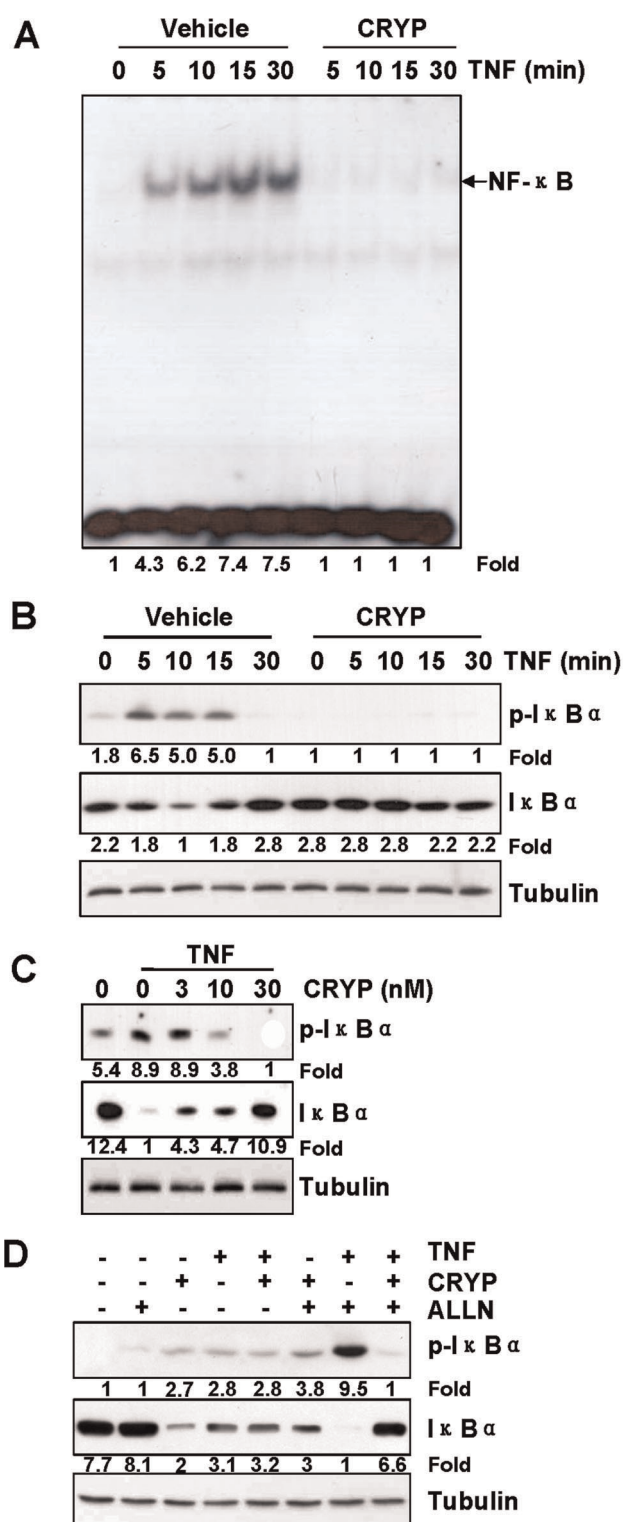 A
Vehicle CRYP
0 5 10 15 30 5 10 15 30 TNF (min)
NF-κB
1 4.3 6.2 7.4 7.5 1 1 1 1 Fold
B
Vehicle CRYP
0 5 10 15 30 0 5 10 15 30 TNF (min)
p-IκBα
1.8 6.5 5.0 5.0 1 1 1 1 1 1 Fold
IκBα
2.2 1.8 1 1.8 2.8 2.8 2.8 2.8 2.2 2.2 Fold
Tubulin
C
TNF
0 0 3 10 30 CRYP (nM)
p-IκBα
5.4 8.9 8.9 3.8 1 Fold
IκBα
12.4 1 4.3 4.7 10.9 Fold
Tubulin
D
- - - + + - + + TNF
- - + - + + - + CRYP
- + - - - + + + ALLN
p-IκBα
1 1 2.7 2.8 2.8 3.8 9.5 1 Fold
IκBα
7.7 8.1 2 3.1 3.2 3 1 6.6 Fold
Tubulin